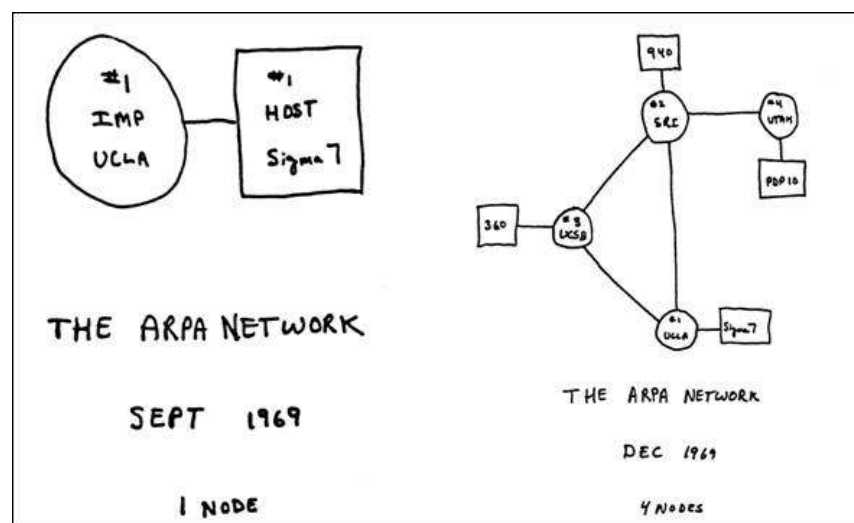 #1
IMP
UCLA
#1
HOST
Sigma 7
THE ARPA NETWORK
SEPT 1969
1 NODE
940
#2
SRI
#4
UTAH
PDP 10
360
#3
UCSB
#1
UCLA
Sigma 7
THE ARPA NETWORK
DEC 1969
4 NODES